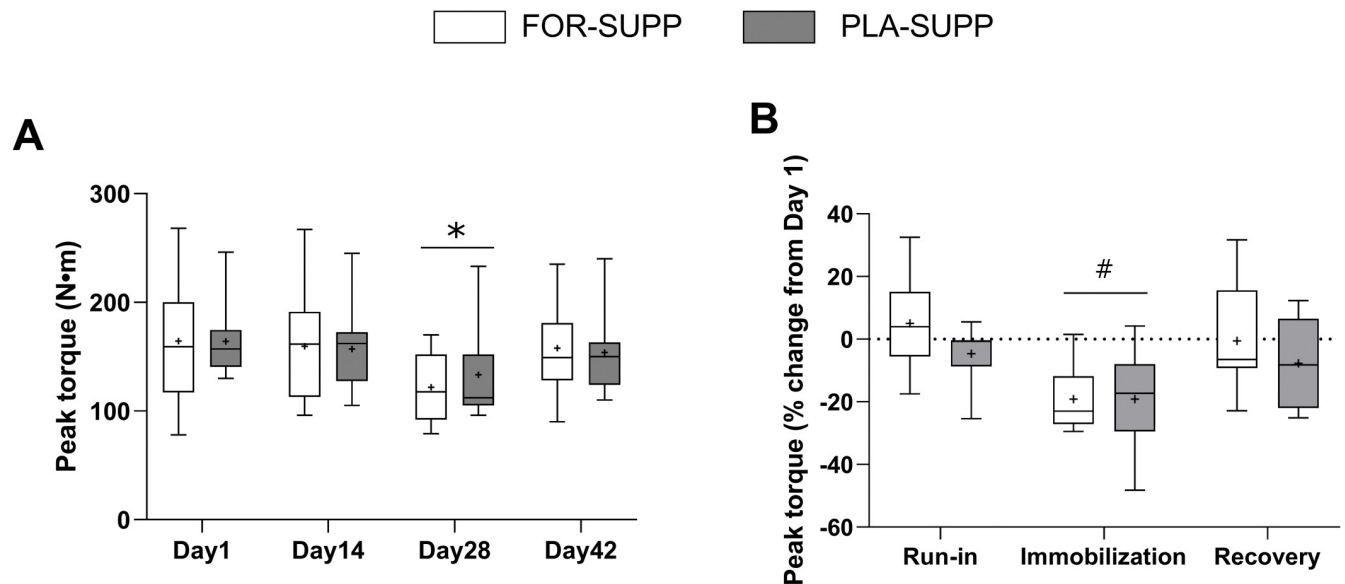 FOR-SUPP PLA-SUPP
A
Peak torque (N•m)
300
200
100
0
*
Day1 Day14 Day28 Day42
B
Peak torque (% change from Day 1)
40
20
0
-20
-40
-60
#
Run-in Immobilization Recovery